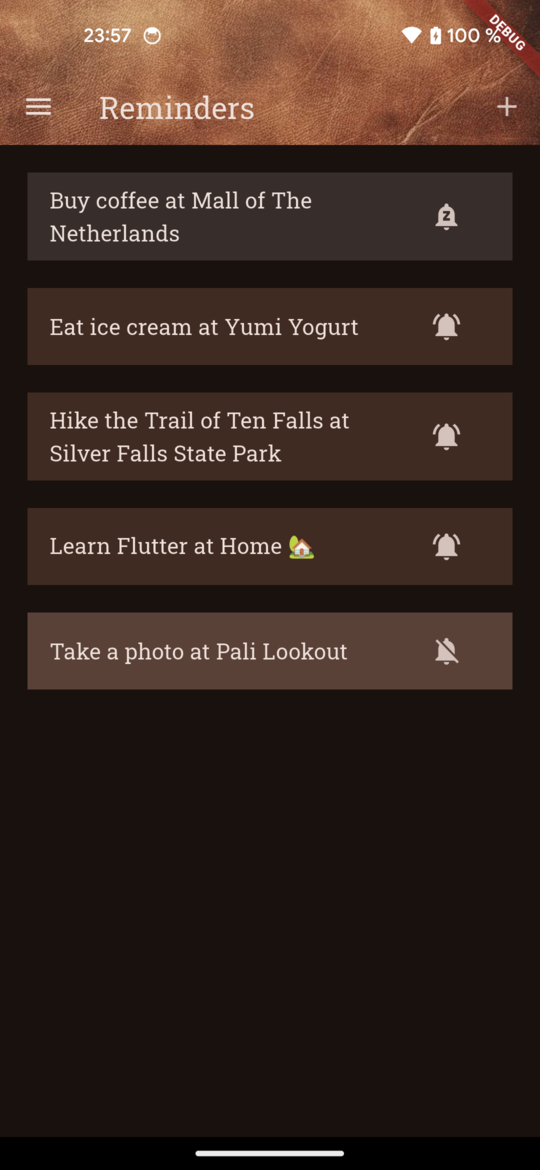 23:57
100 %
DEBUG
Reminders
Buy coffee at Mall of The
Netherlands
Eat ice cream at Yumi Yogurt
Hike the Trail of Ten Falls at
Silver Falls State Park
Learn Flutter at Home 🏡
Take a photo at Pali Lookout